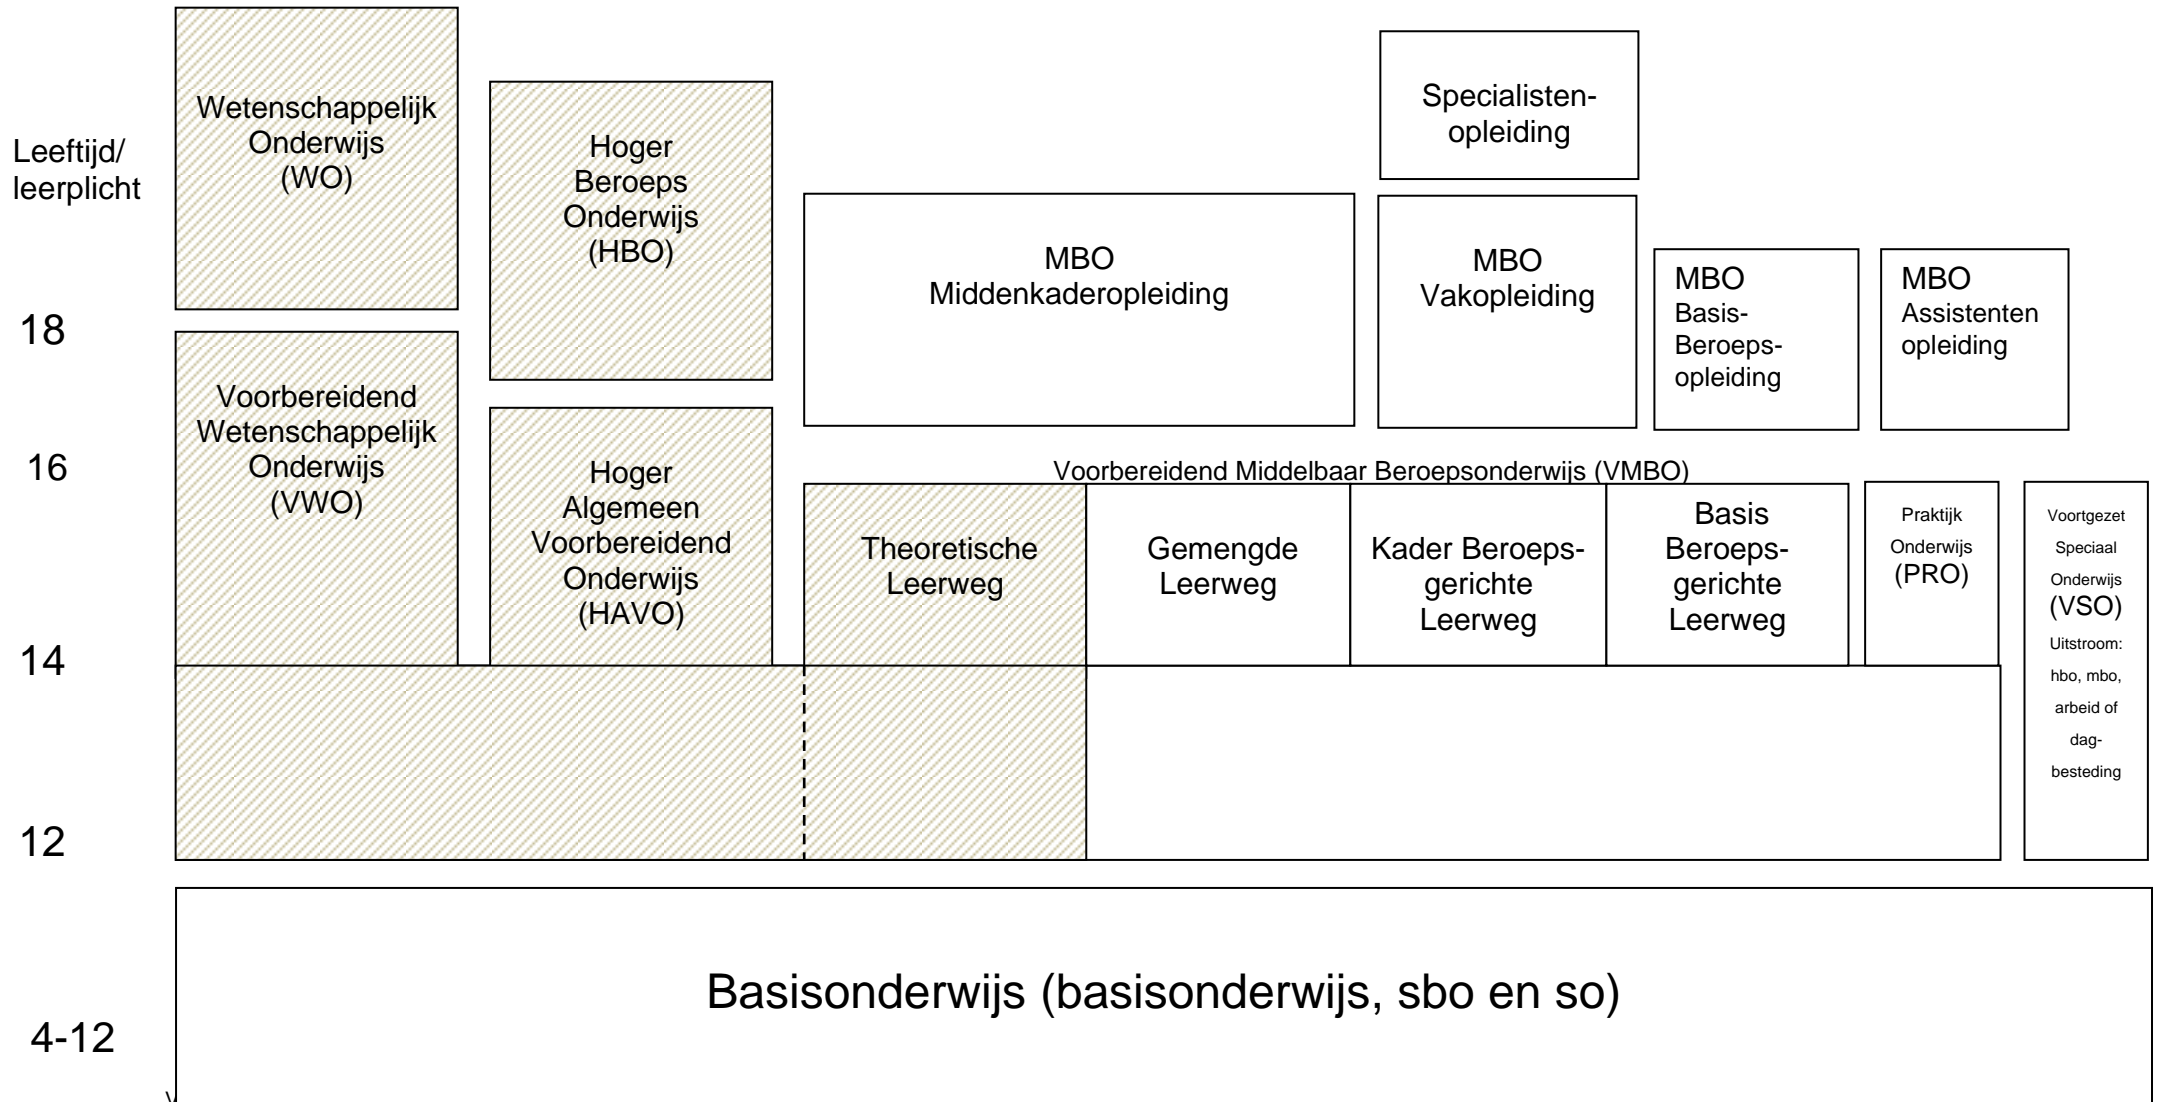 Leeftijd/
leerplicht
Wetenschappelijk
Onderwijs
(WO)
Hoger
Beroeps
Onderwijs
(HBO)
Specialisten-
opleiding
MBO
Middenkaderopleiding
MBO
Vakopleiding
MBO
Basis-
Beroeps-
opleiding
MBO
Assistenten
opleiding
18
Voorbereidend
Wetenschappelijk
Onderwijs
(VWO)
16
Hoger
Algemeen
Voorbereidend
Onderwijs
(HAVO)
Voorbereidend Middelbaar Beroepsonderwijs (VMBO)
Theoretische
Leerweg
Gemengde
Leerweg
Kader Beroeps-
gerichte
Leerweg
Basis
Beroeps-
gerichte
Leerweg
Praktijk
Onderwijs
(PRO)
Voortgezet
Speciaal
Onderwijs
(VSO)
Uitstroom:
hbo, mbo,
arbeid of
dag-
besteding
14
12
Basisonderwijs (basisonderwijs, sbo en so)
4-12